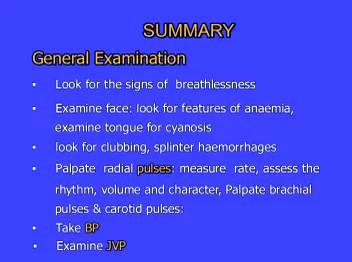 SUMMARY
General Examination
• Look for the signs of breathlessness
• Examine face: look for features of anaemia,
examine tongue for cyanosis
• look for clubbing, splinter haemorrhages
• Palpate radial pulses: measure rate, assess the
rhythm, volume and character, Palpate brachial
pulses & carotid pulses:
• Take BP
• Examine JVP